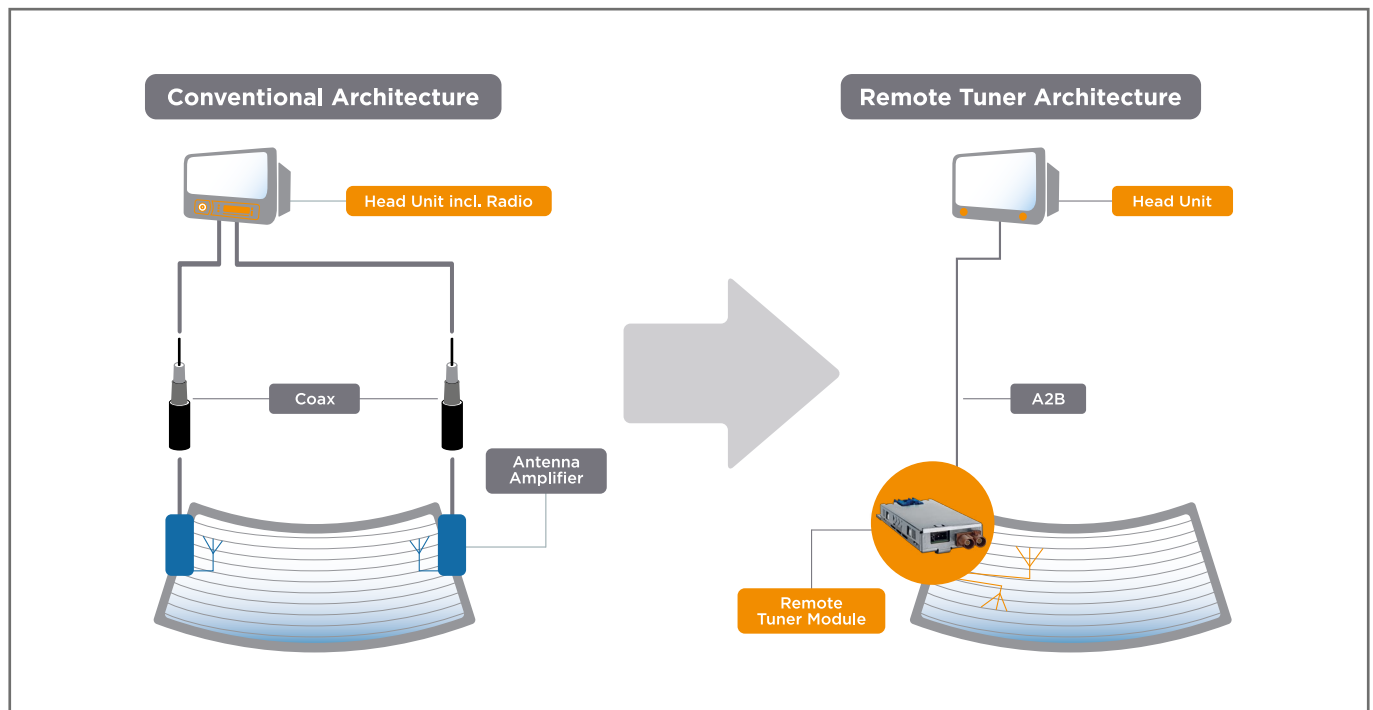 Conventional Architecture
Remote Tuner Architecture
Head Unit incl. Radio
Head Unit
Coax
A2B
Antenna
Amplifier
Remote
Tuner Module